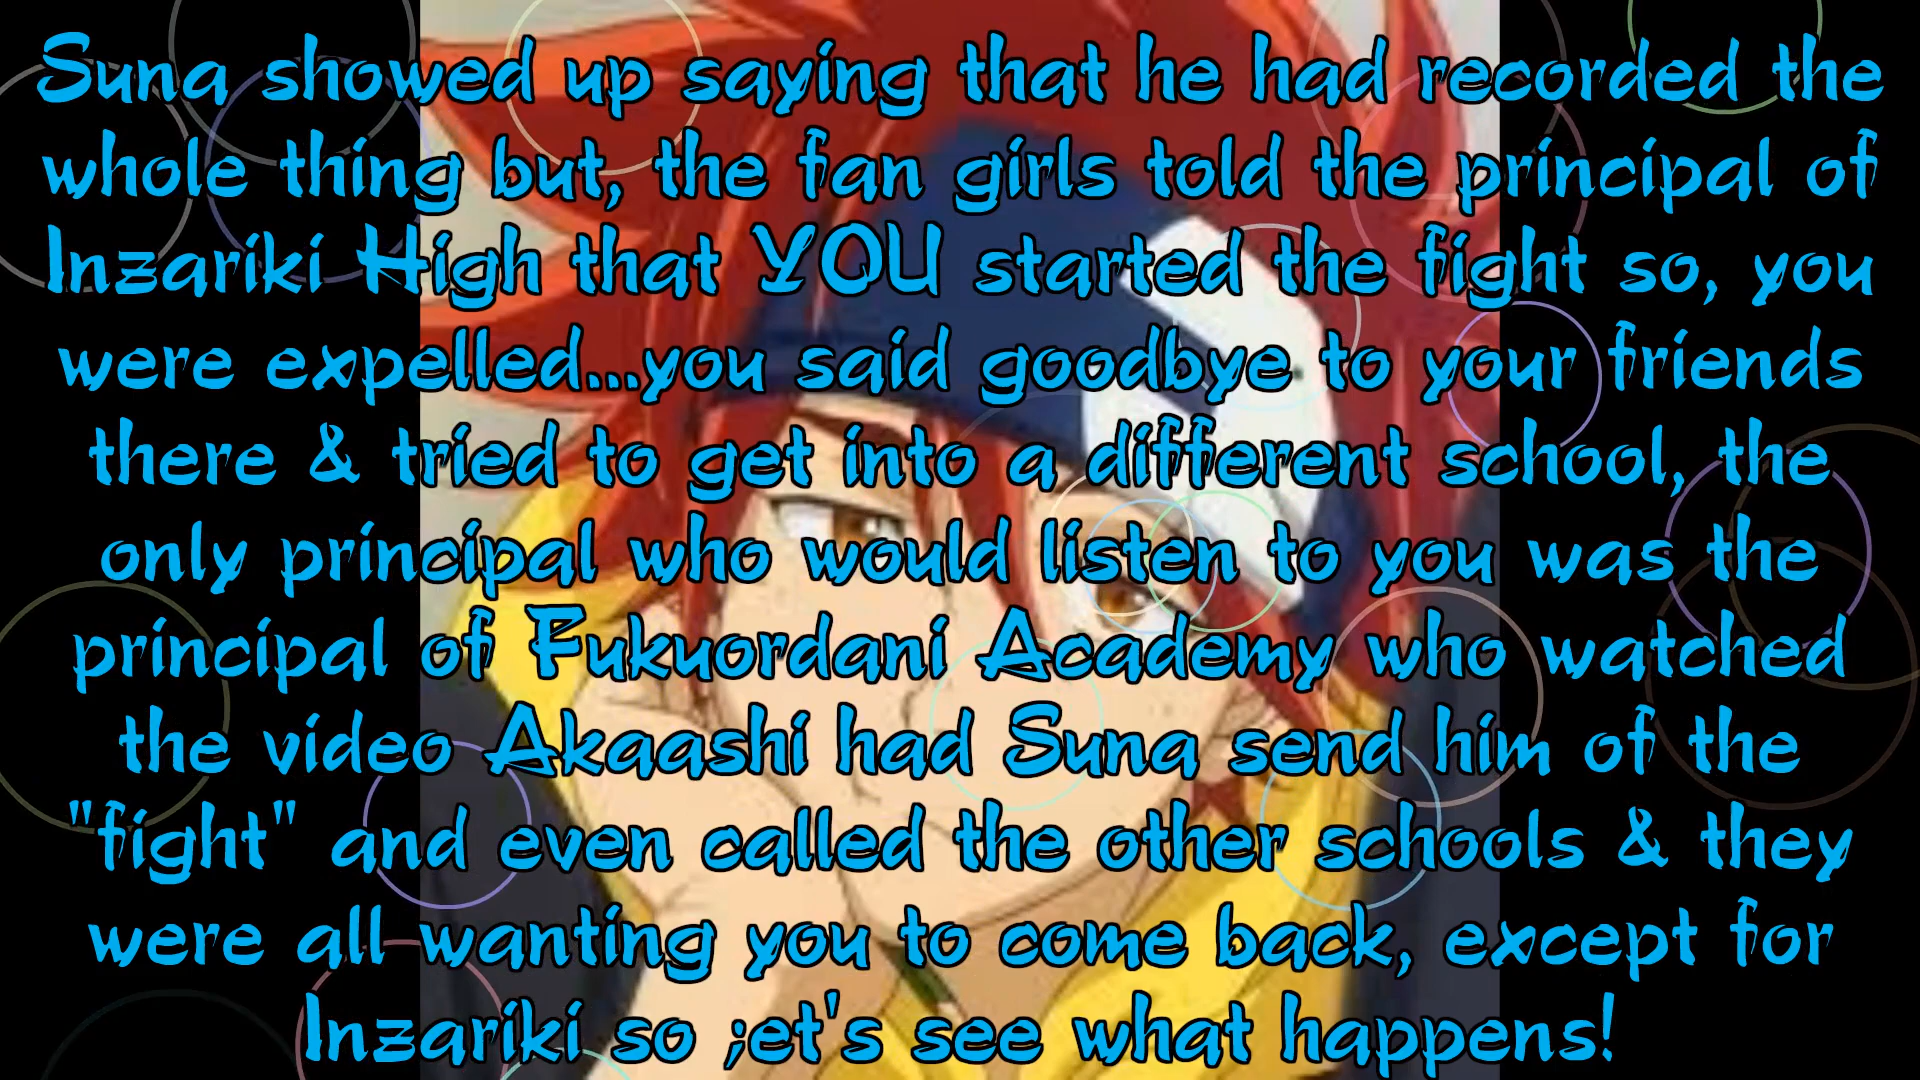 Suna showed up saying that he had recorded the
whole thing but, the fan girls told the principal of
Inzariki High that YOU started the fight so, you
were expelled...you said goodbye to your friends
there & tried to get into a different school, the
only principal who would listen to you was the
principal of Fukuordani Academy who watched
the video Akaashi had Suna send him of the
"fight" and even called the other schools & they
were all wanting you to come back, except for
Inzariki so ;et's see what happens!